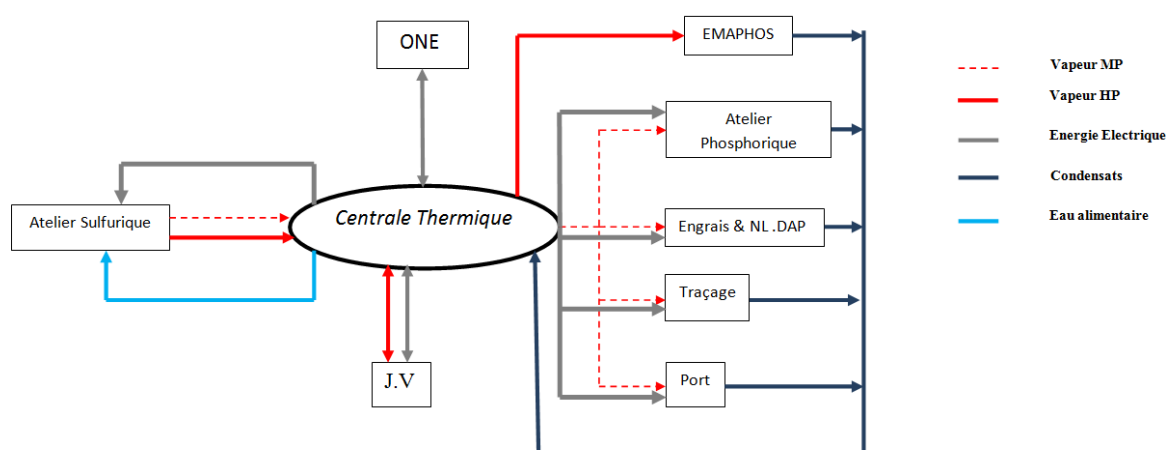 ONE
EMAPHOS
Vapeur MP
Vapeur HP
Atelier
Phosphorique
Energie Electrique
Condsats
Centrale Thermique
Atelier Sulfurique
Engrais & NL .DAP
Eau alimentaire
Traçage
J.V
Port